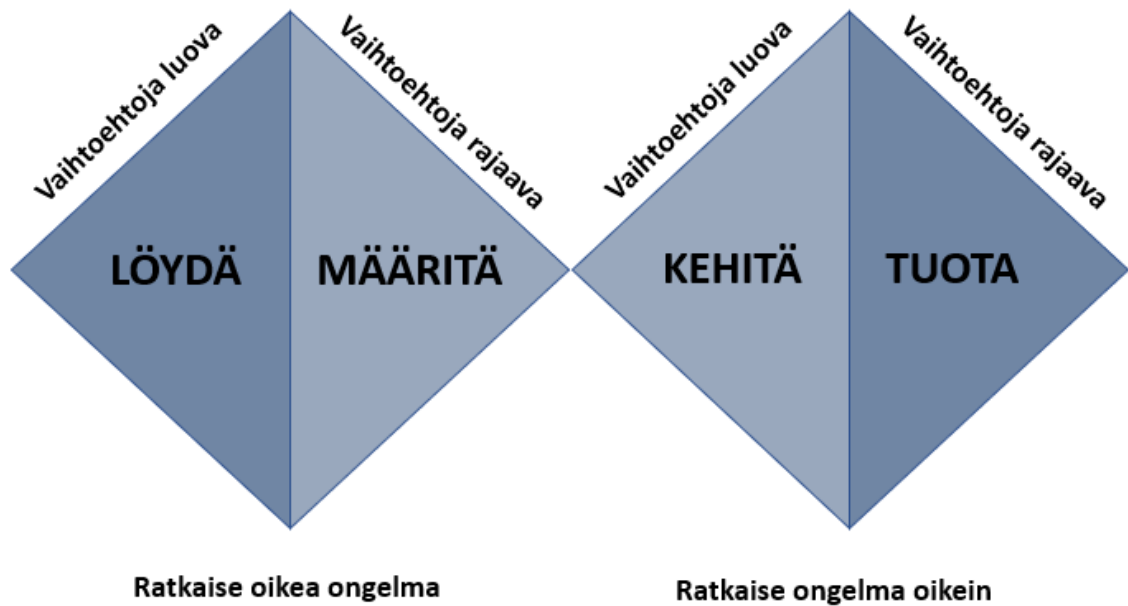 Vaihtoehtoja luova
Vaihtoehtoja rajaava
Vaihtoehtoja luova
Vaihtoehtoja rajaava
LÖYDÄ
MÄÄRITÄ
KEHITÄ
TUOTA
Ratkaise oikea ongelma
Ratkaise ongelma oikein